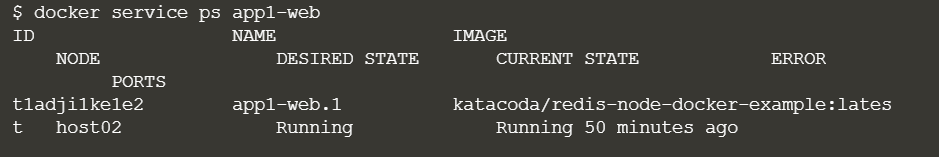 $ docker service ps app1-web
ID                  NAME                IMAGE
    NODE                DESIRED STATE       CURRENT STATE            ERROR
         PORTS
t1adji1ke1e2        app1-web.1          katacoda/redis-node-docker-example:lates
t   host02              Running             Running 50 minutes ago